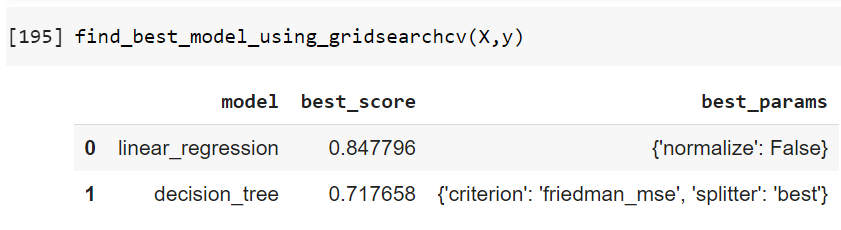 [195] find_best_model_using_gridsearchcv(X,y)
model best_score best_params
0 linear_regression 0.847796 {'normalize': False}
1 decision_tree 0.717658 {'criterion': 'friedman_mse', 'splitter': 'best'}